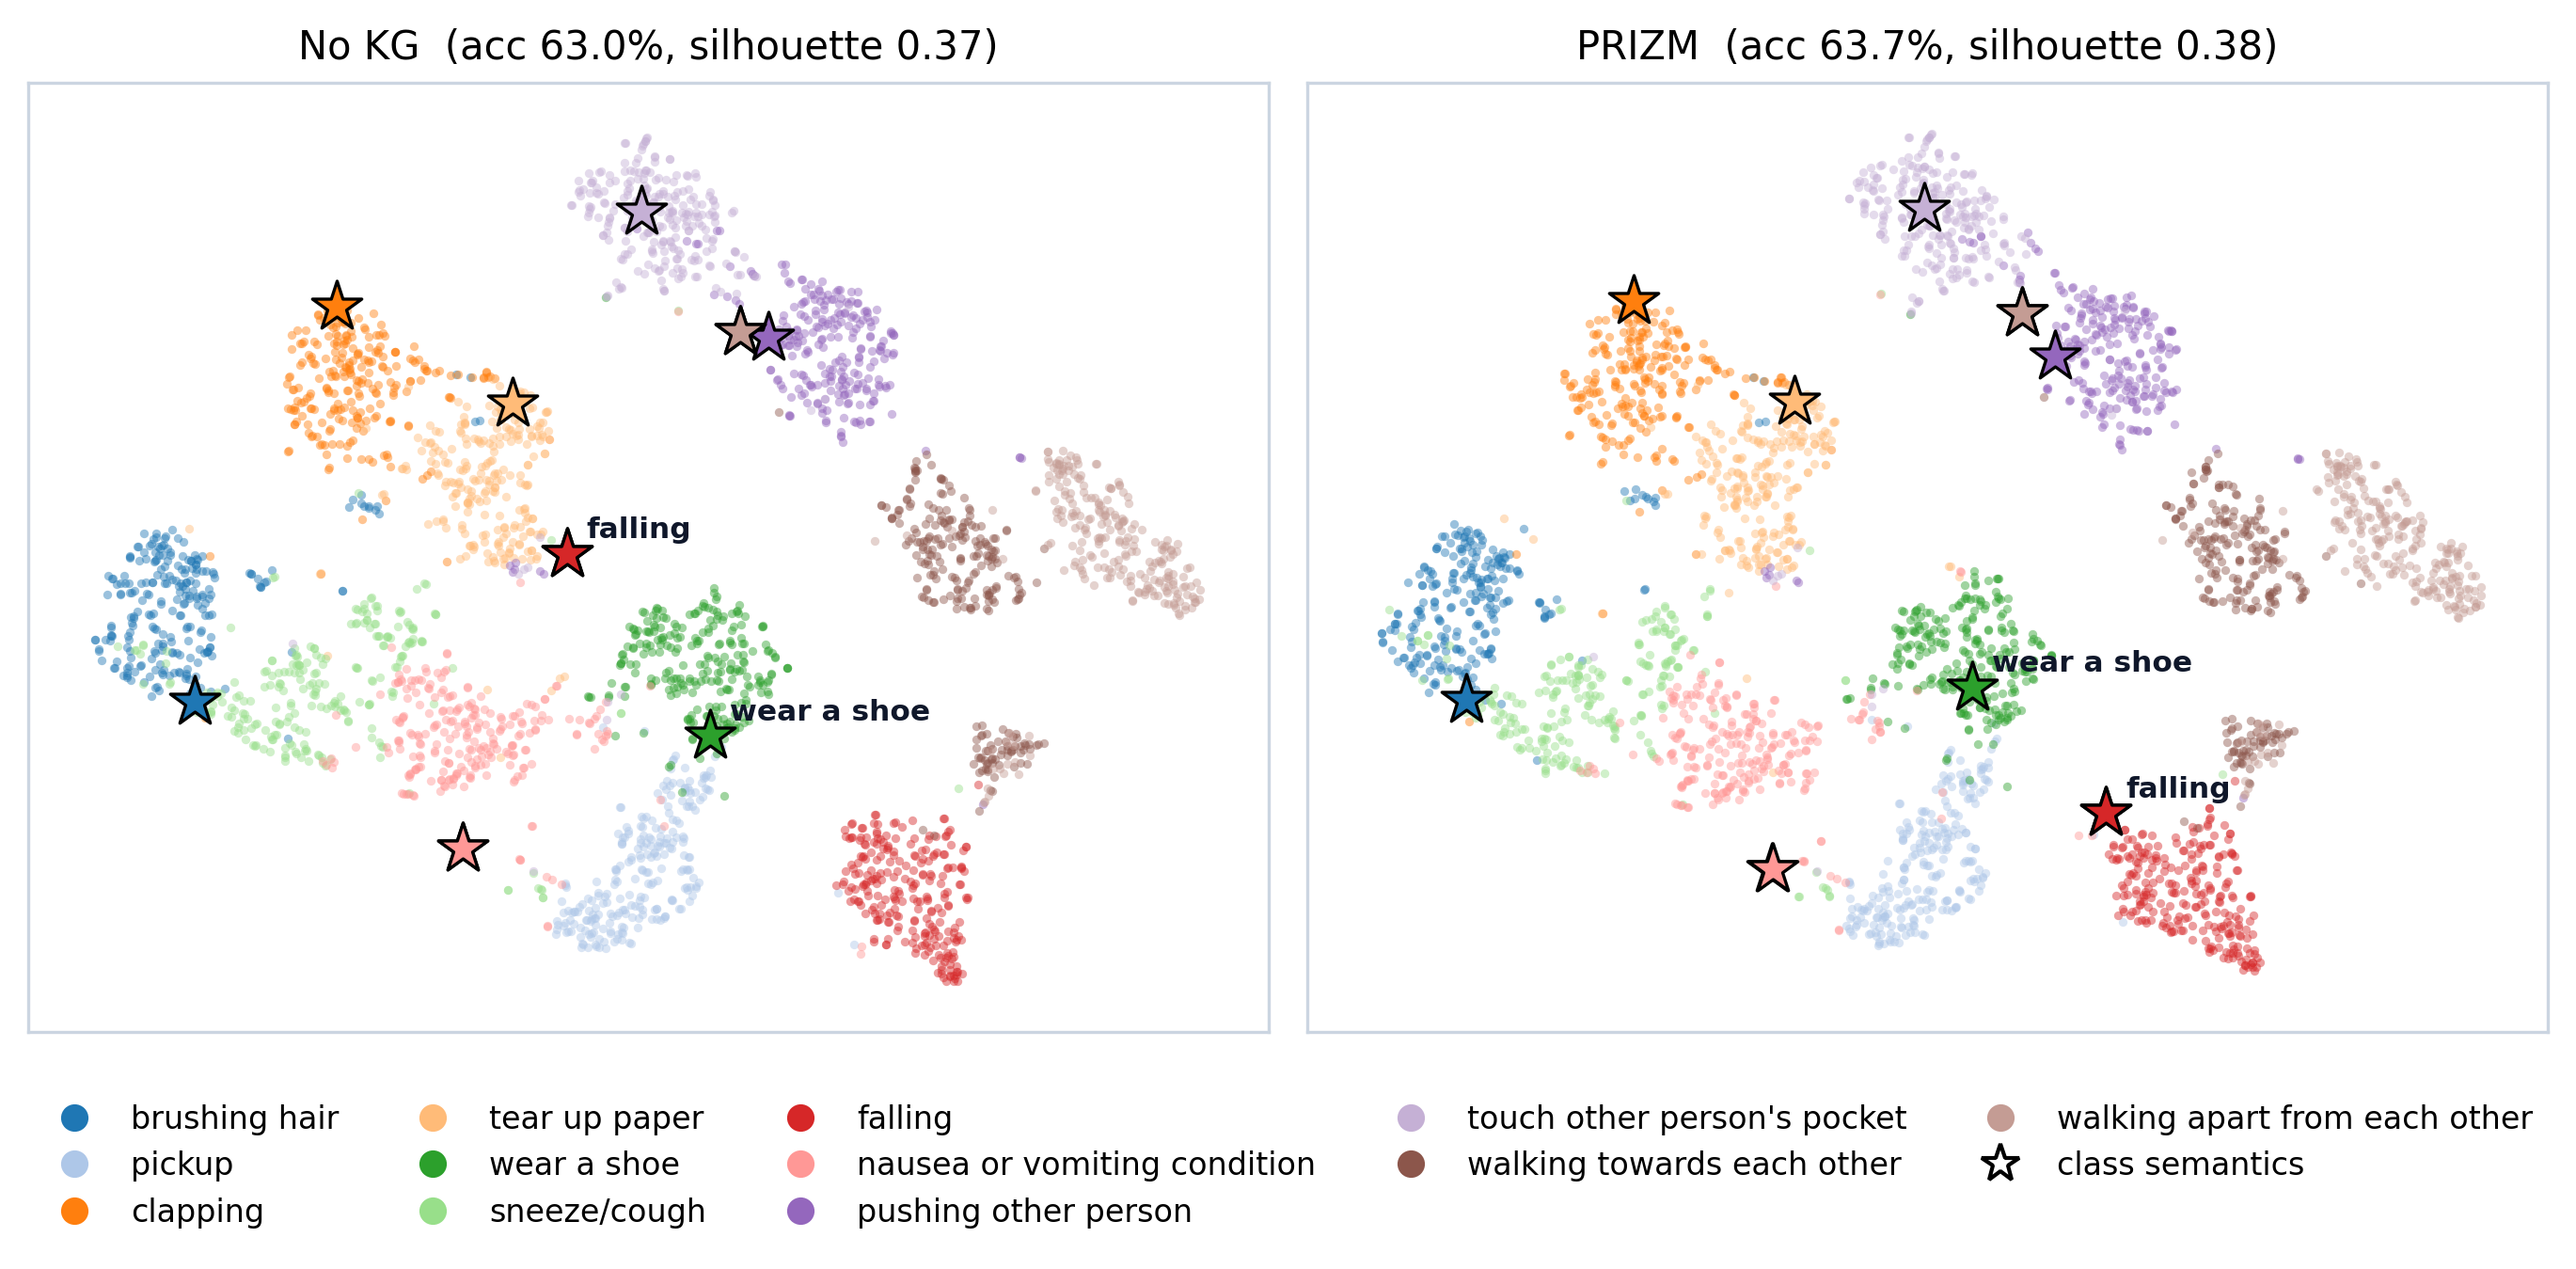 No KG  (acc 63.0%, silhouette 0.37)
PRIZM  (acc 63.7%, silhouette 0.38)
falling
wear a shoe
wear a shoe
falling
brushing hair
pickup
clapping
tear up paper
wear a shoe
sneeze/cough
falling
nausea or vomiting condition
pushing other person
touch other person's pocket
walking towards each other
walking apart from each other
class semantics